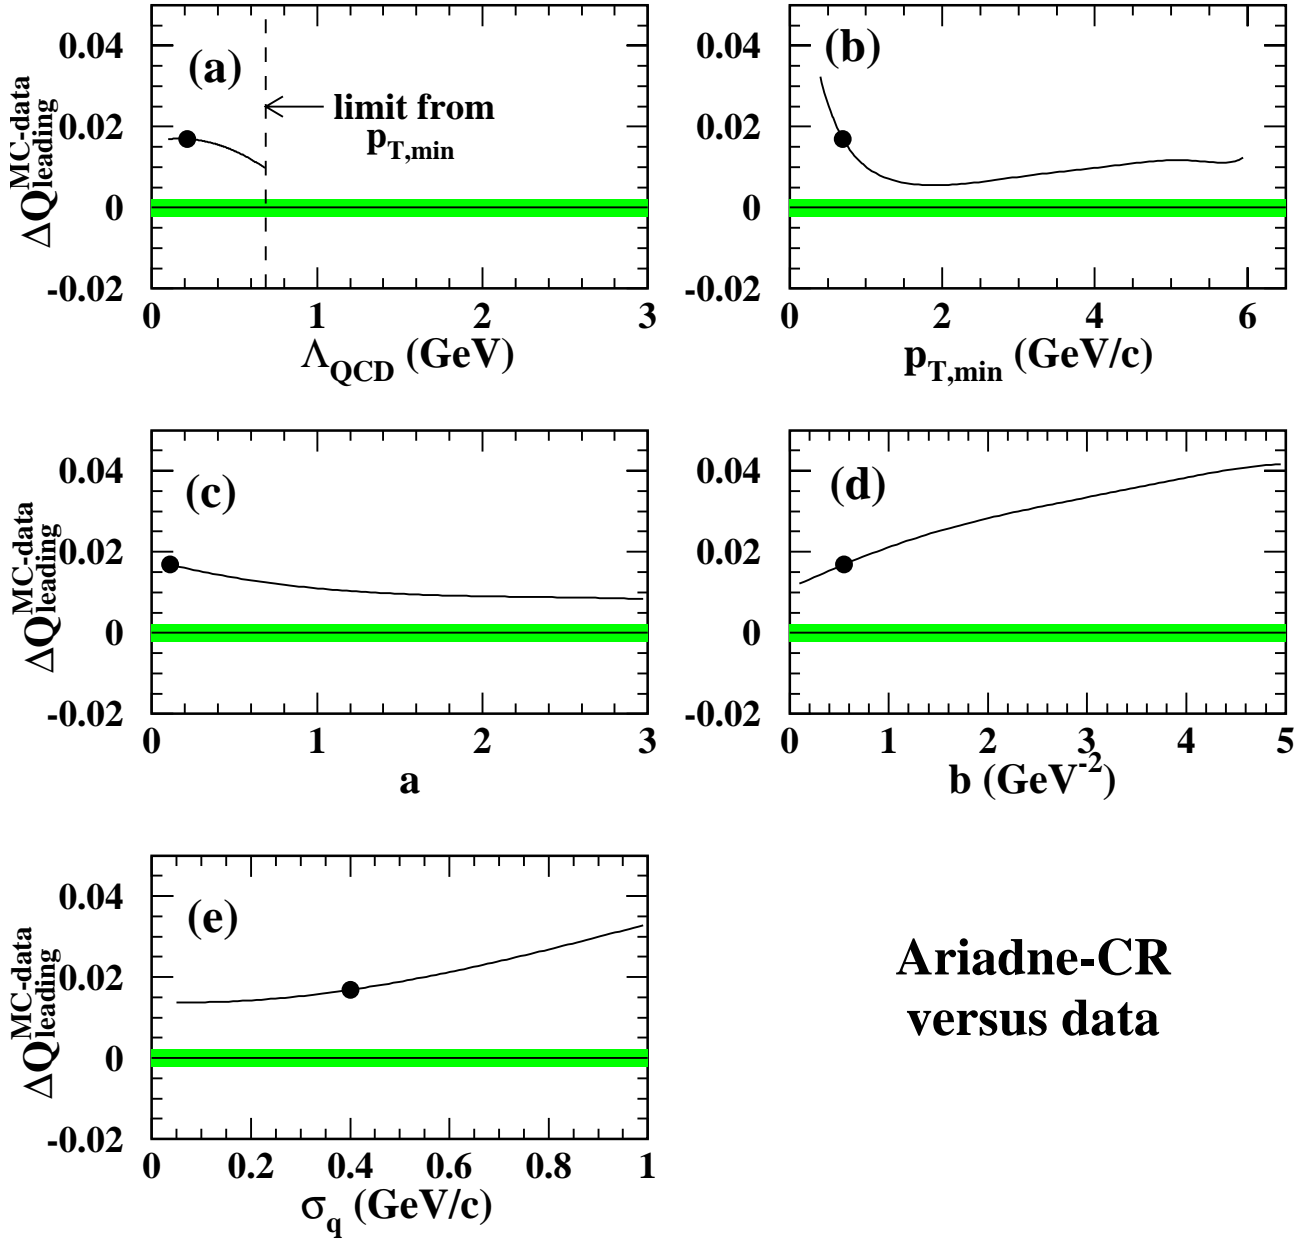 (a)
limit from
p_T,min
ΔQ^MC-data_leading
0.04
0.02
0
-0.02
0 1 2 3
Λ_QCD (GeV)
(b)
0.04
0.02
0
-0.02
0 2 4 6
p_T,min (GeV/c)
(c)
ΔQ^MC-data_leading
0.04
0.02
0
-0.02
0 1 2 3
a
(d)
0.04
0.02
0
-0.02
0 1 2 3 4 5
b (GeV^-2)
(e)
ΔQ^MC-data_leading
0.04
0.02
0
-0.02
0 0.2 0.4 0.6 0.8 1
σ_q (GeV/c)
Ariadne-CR
versus data